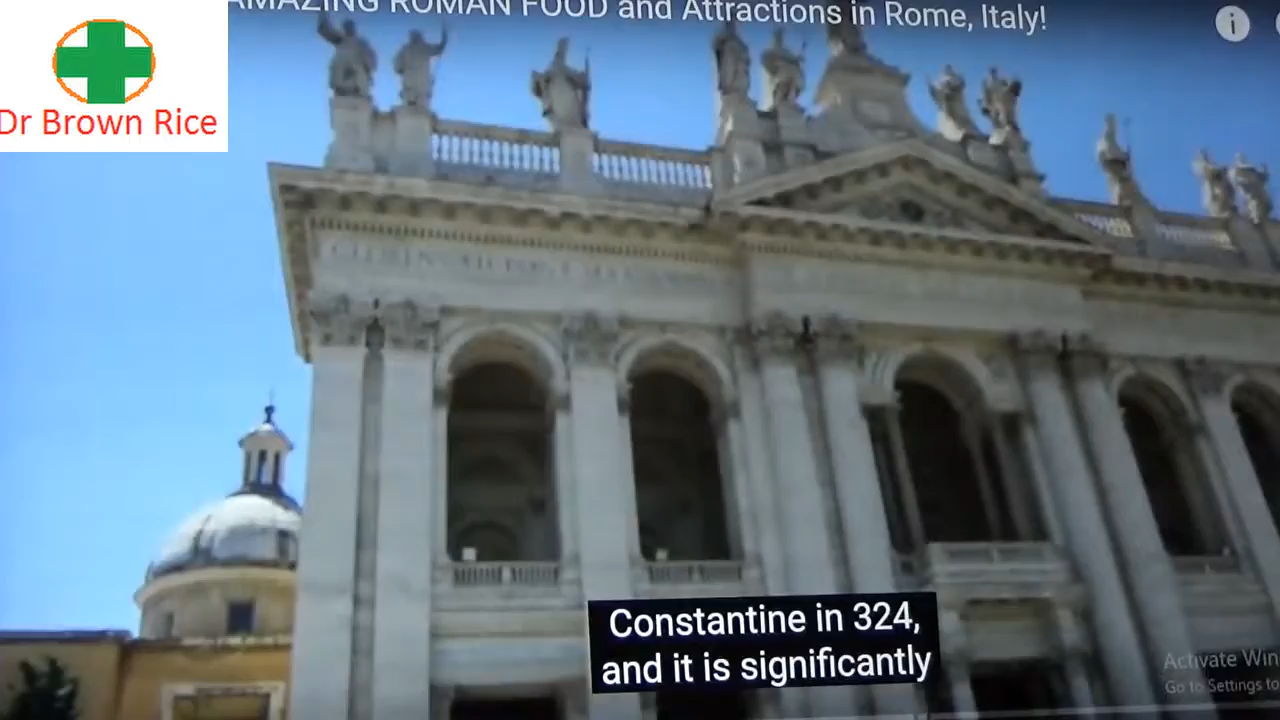 AMAZING ROMAN FOOD and Attractions in Rome, Italy!
Dr Brown Rice
Constantine in 324,
and it is significantly
Activate Win
Go to Settings to